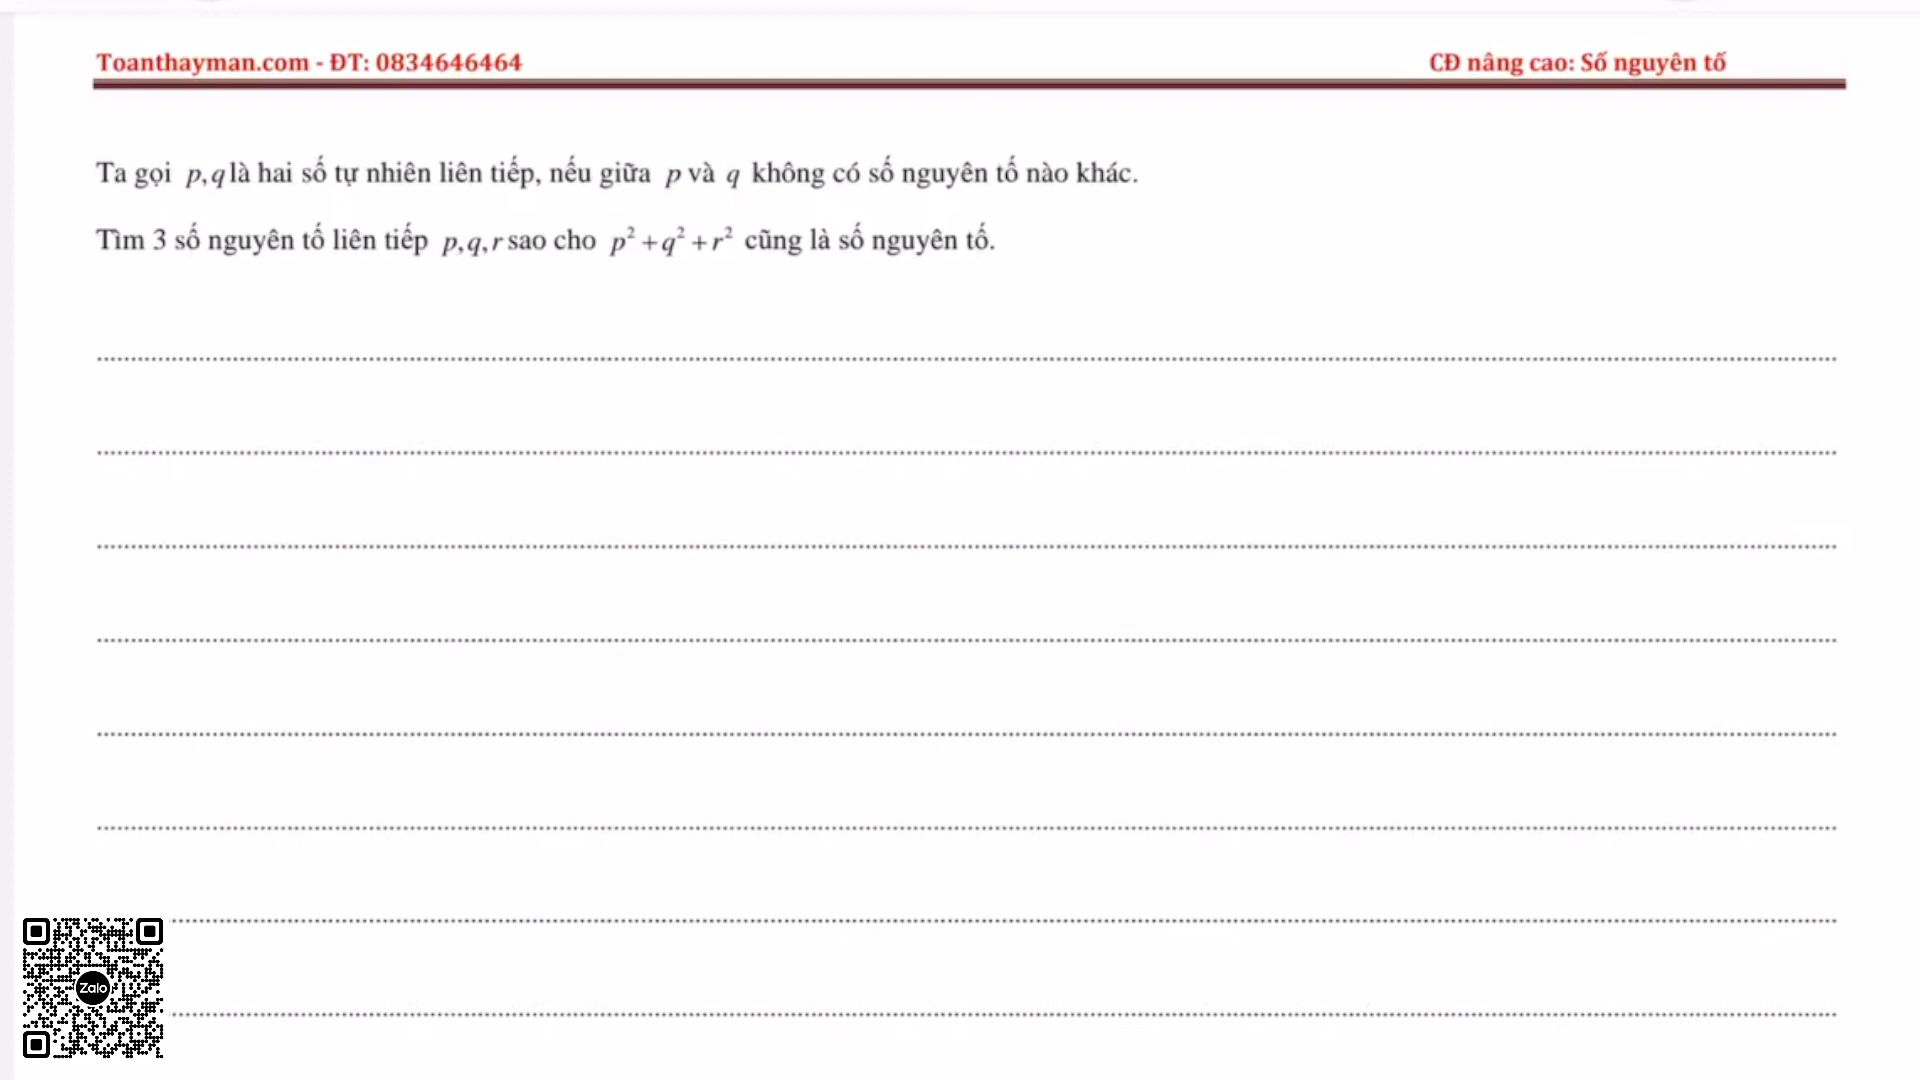 Toanthayman.com - ĐT: 0834646464
CĐ nâng cao: Số nguyên tố
Ta gọi p,q là hai số tự nhiên liên tiếp, nếu giữa p và q không có số nguyên tố nào khác.
Tìm 3 số nguyên tố liên tiếp p,q,r sao cho p² + q² + r² cũng là số nguyên tố.
Zalo